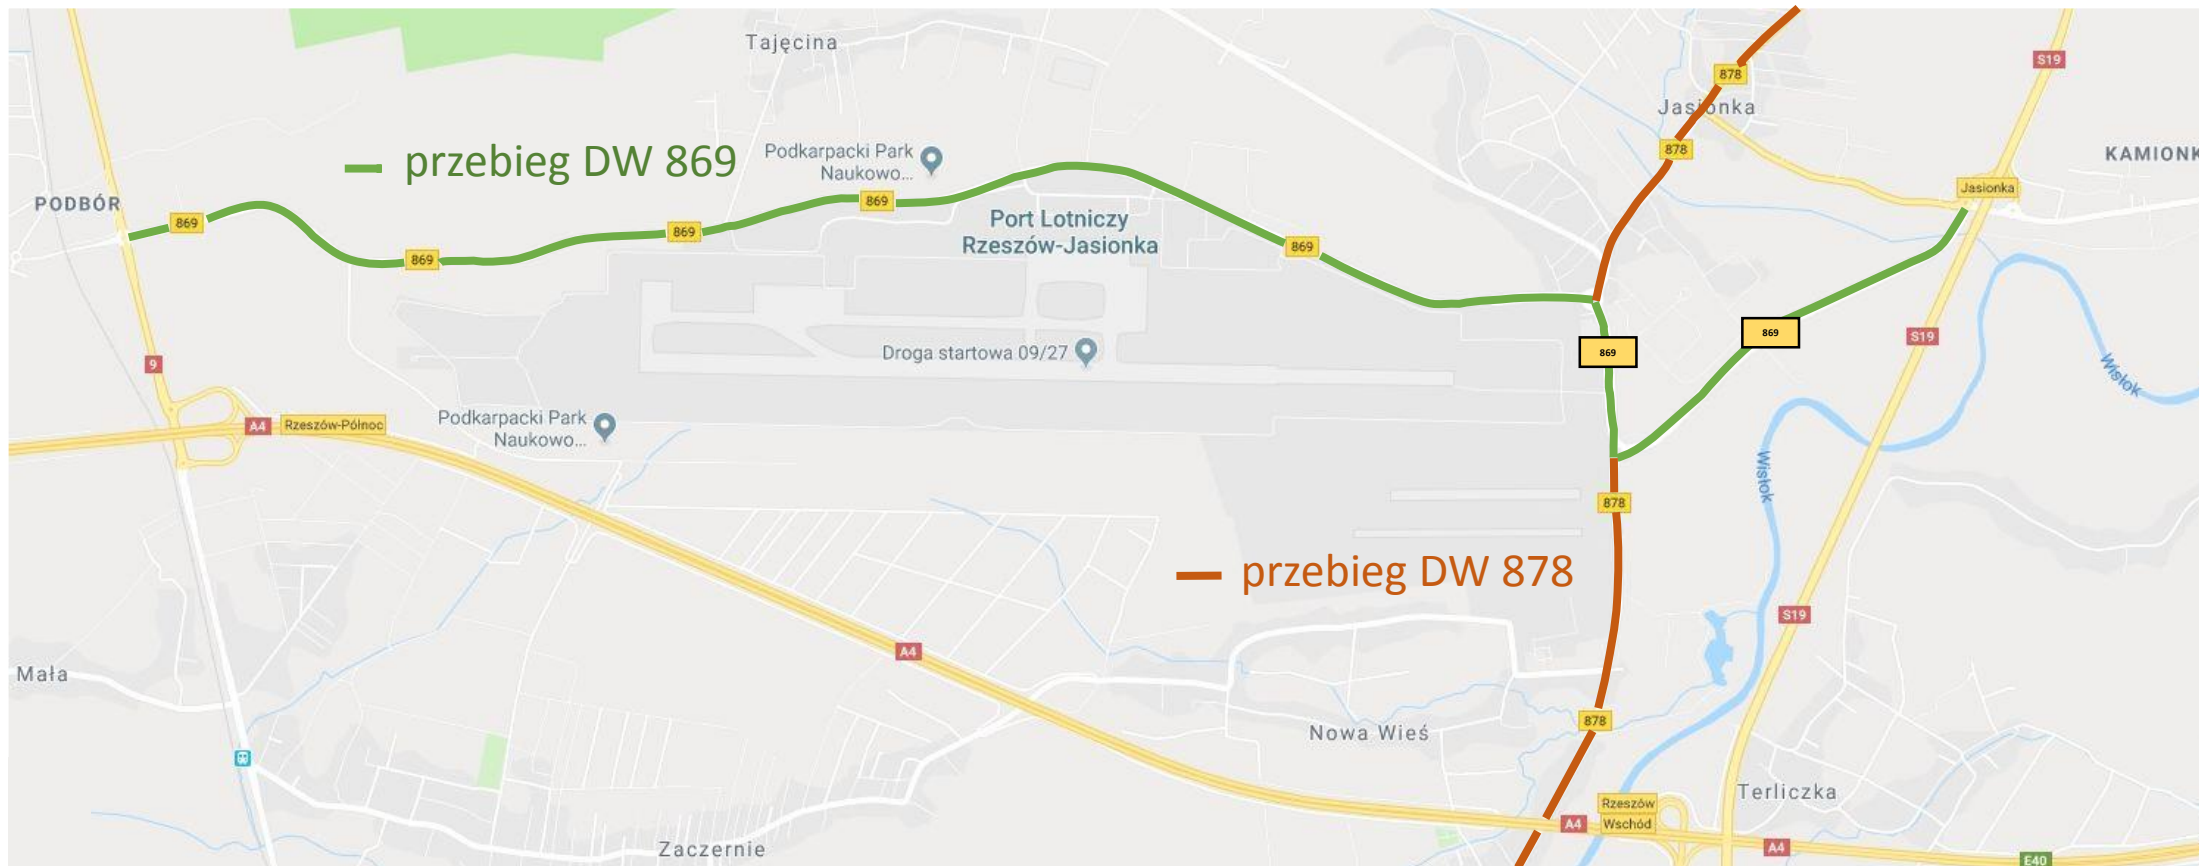 Tajęcina
S19
878
Jasionka
przebieg DW 869
Podkarpacki Park
Naukowo...
878
KAMIONK
Jasionka
PODBÓR
869
869
869
869
Port Lotniczy
Rzeszów-Jasionka
869
869
869
S19
Droga startowa 09/27
9
Wisłok
A4
Rzeszów-Północ
Podkarpacki Park
Naukowo...
Wisłok
878
przebieg DW 878
S19
A4
Mała
878
Nowa Wieś
Terliczka
Rzeszów
Wschód
A4
A4
Zaczernie
E40